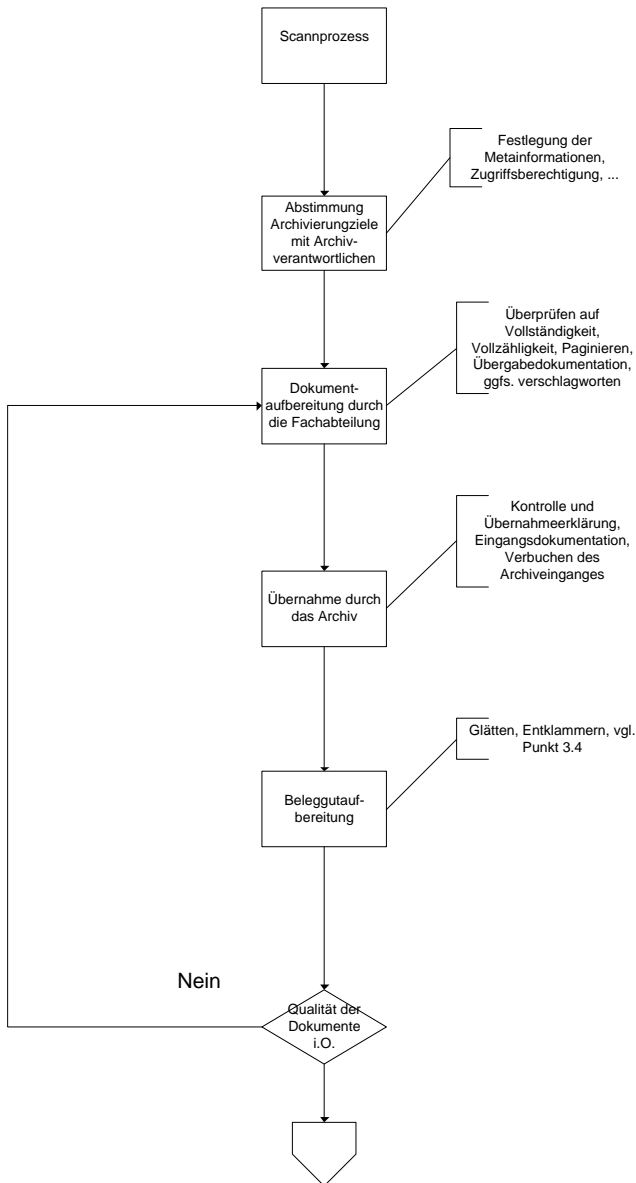 Scannprozess
Festlegung der
Metainformationen,
Zugriffsberechtigung, ...
Abstimmung
Archivierungziele
mit Archiv-
verantwortlichen
Überprüfen auf
Vollständigkeit,
Vollzähligkeit, Paginieren,
Übergabedokumentation,
ggfs. verschlagworten
Dokument-
aufbereitung durch
die Fachabteilung
Kontrolle und
Übernahmeerklärung,
Eingangsdokumentation,
Verbuchen des
Archiveinganges
Übernahme durch
das Archiv
Glätten, Entklammern, vgl.
Punkt 3.4
Beleggutauf-
bereitung
Nein
Qualität der
Dokumente
i.O.